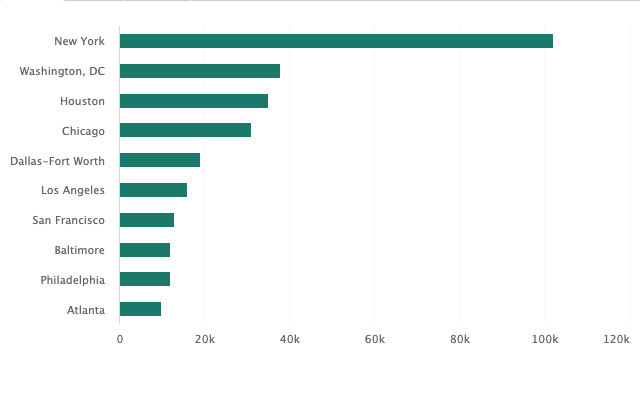 New York
Washington, DC
Houston
Chicago
Dallas–Fort Worth
Los Angeles
San Francisco
Baltimore
Philadelphia
Atlanta
0 20k 40k 60k 80k 100k 120k